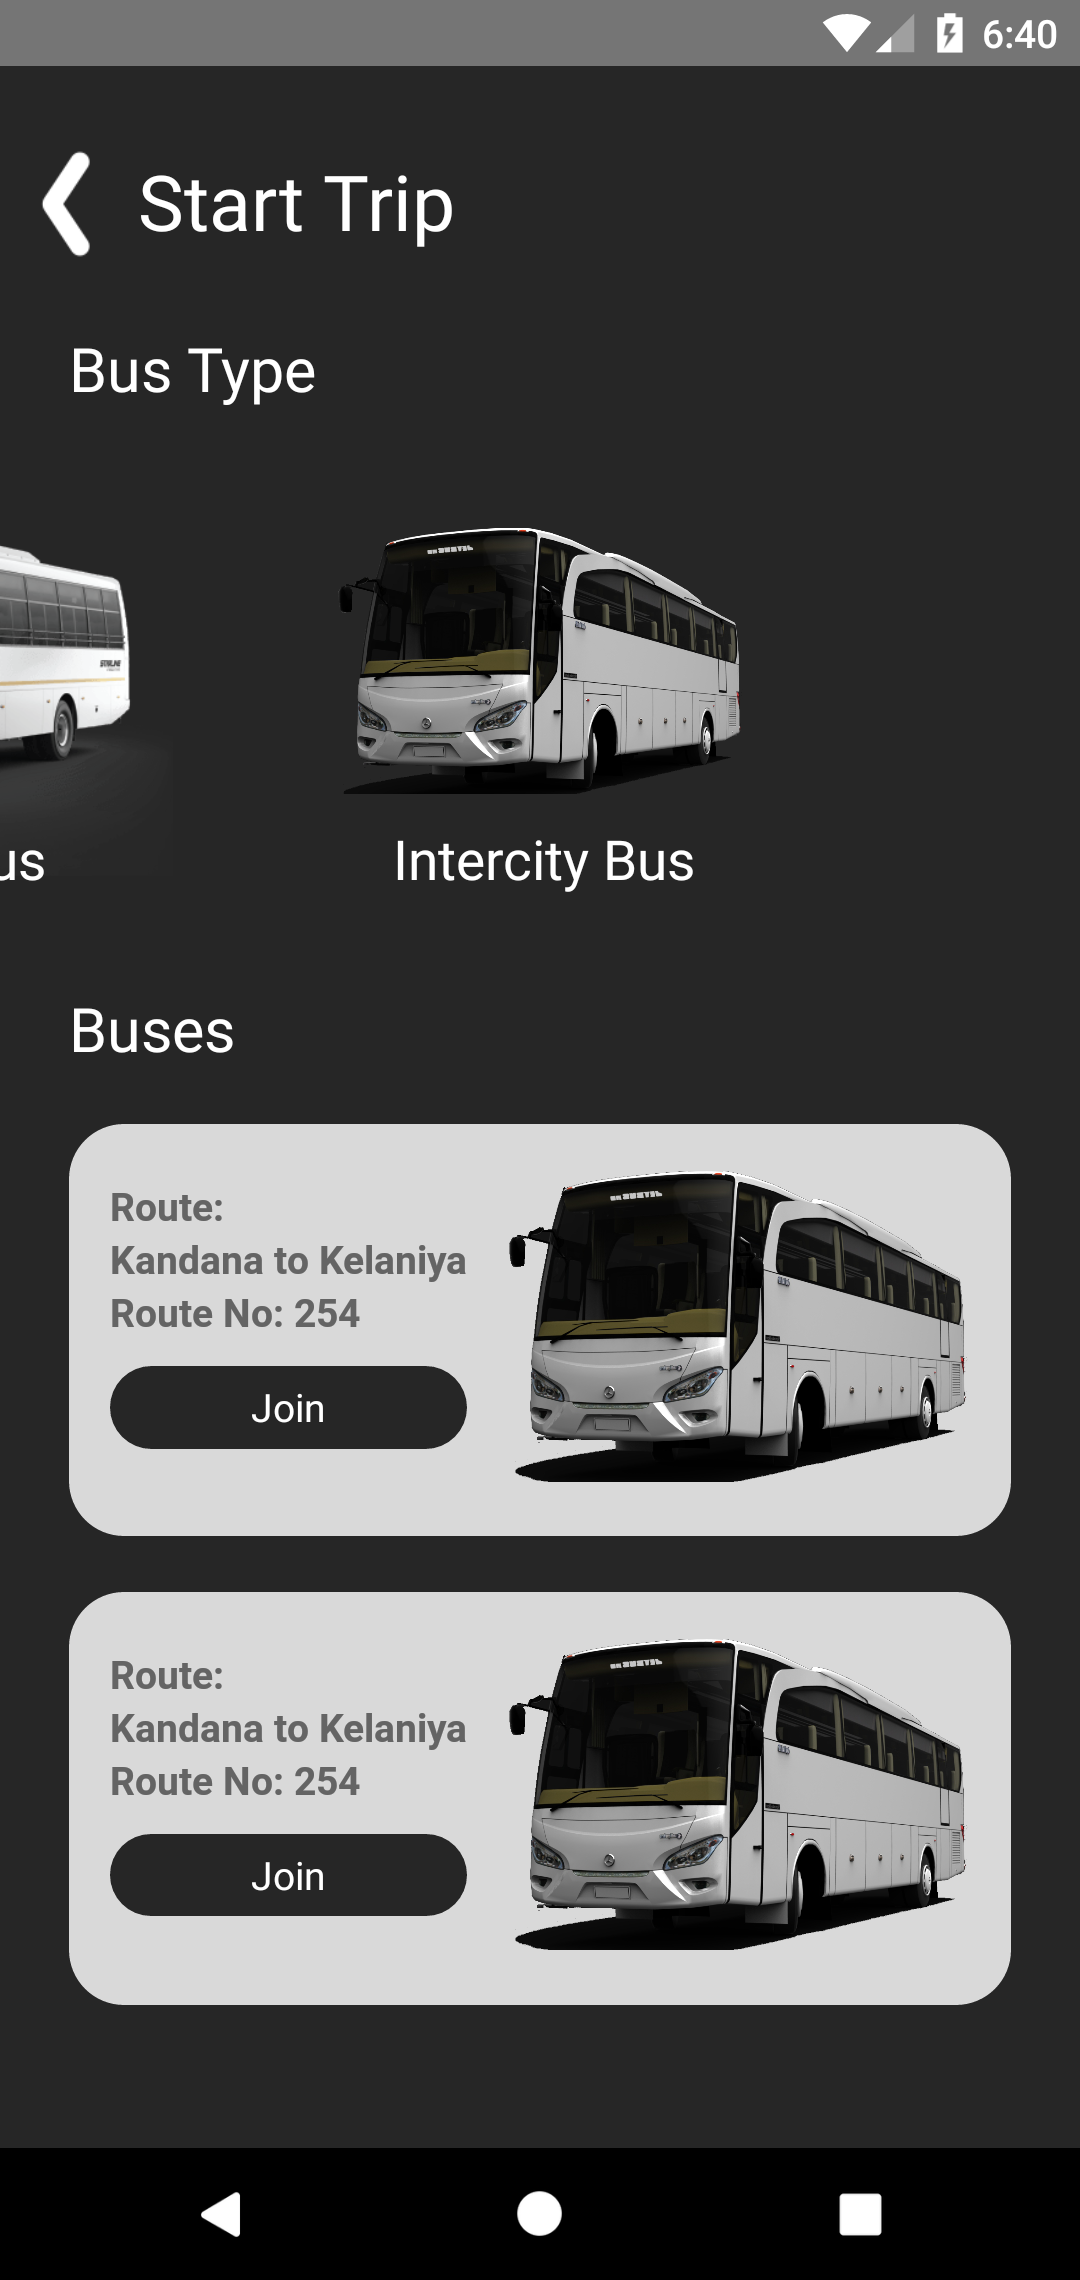 6:40
Start Trip
Bus Type
us
Intercity Bus
Buses
Route:
Kandana to Kelaniya
Route No: 254
Join
Route:
Kandana to Kelaniya
Route No: 254
Join